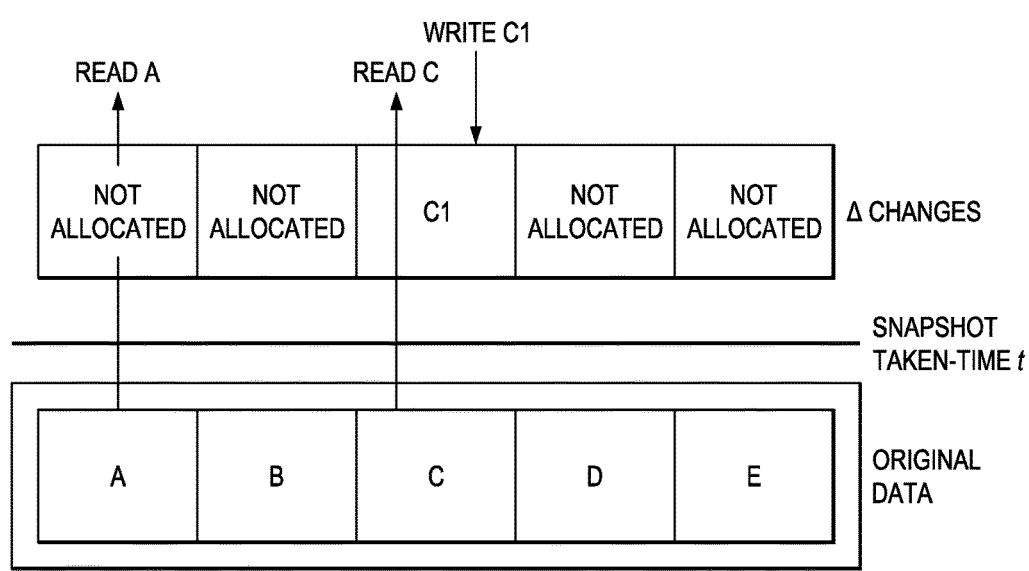 WRITE C1
READ A
READ C
NOT
ALLOCATED
NOT
ALLOCATED
C1
NOT
ALLOCATED
NOT
ALLOCATED
Δ CHANGES
SNAPSHOT
TAKEN-TIME t
A
B
C
D
E
ORIGINAL
DATA